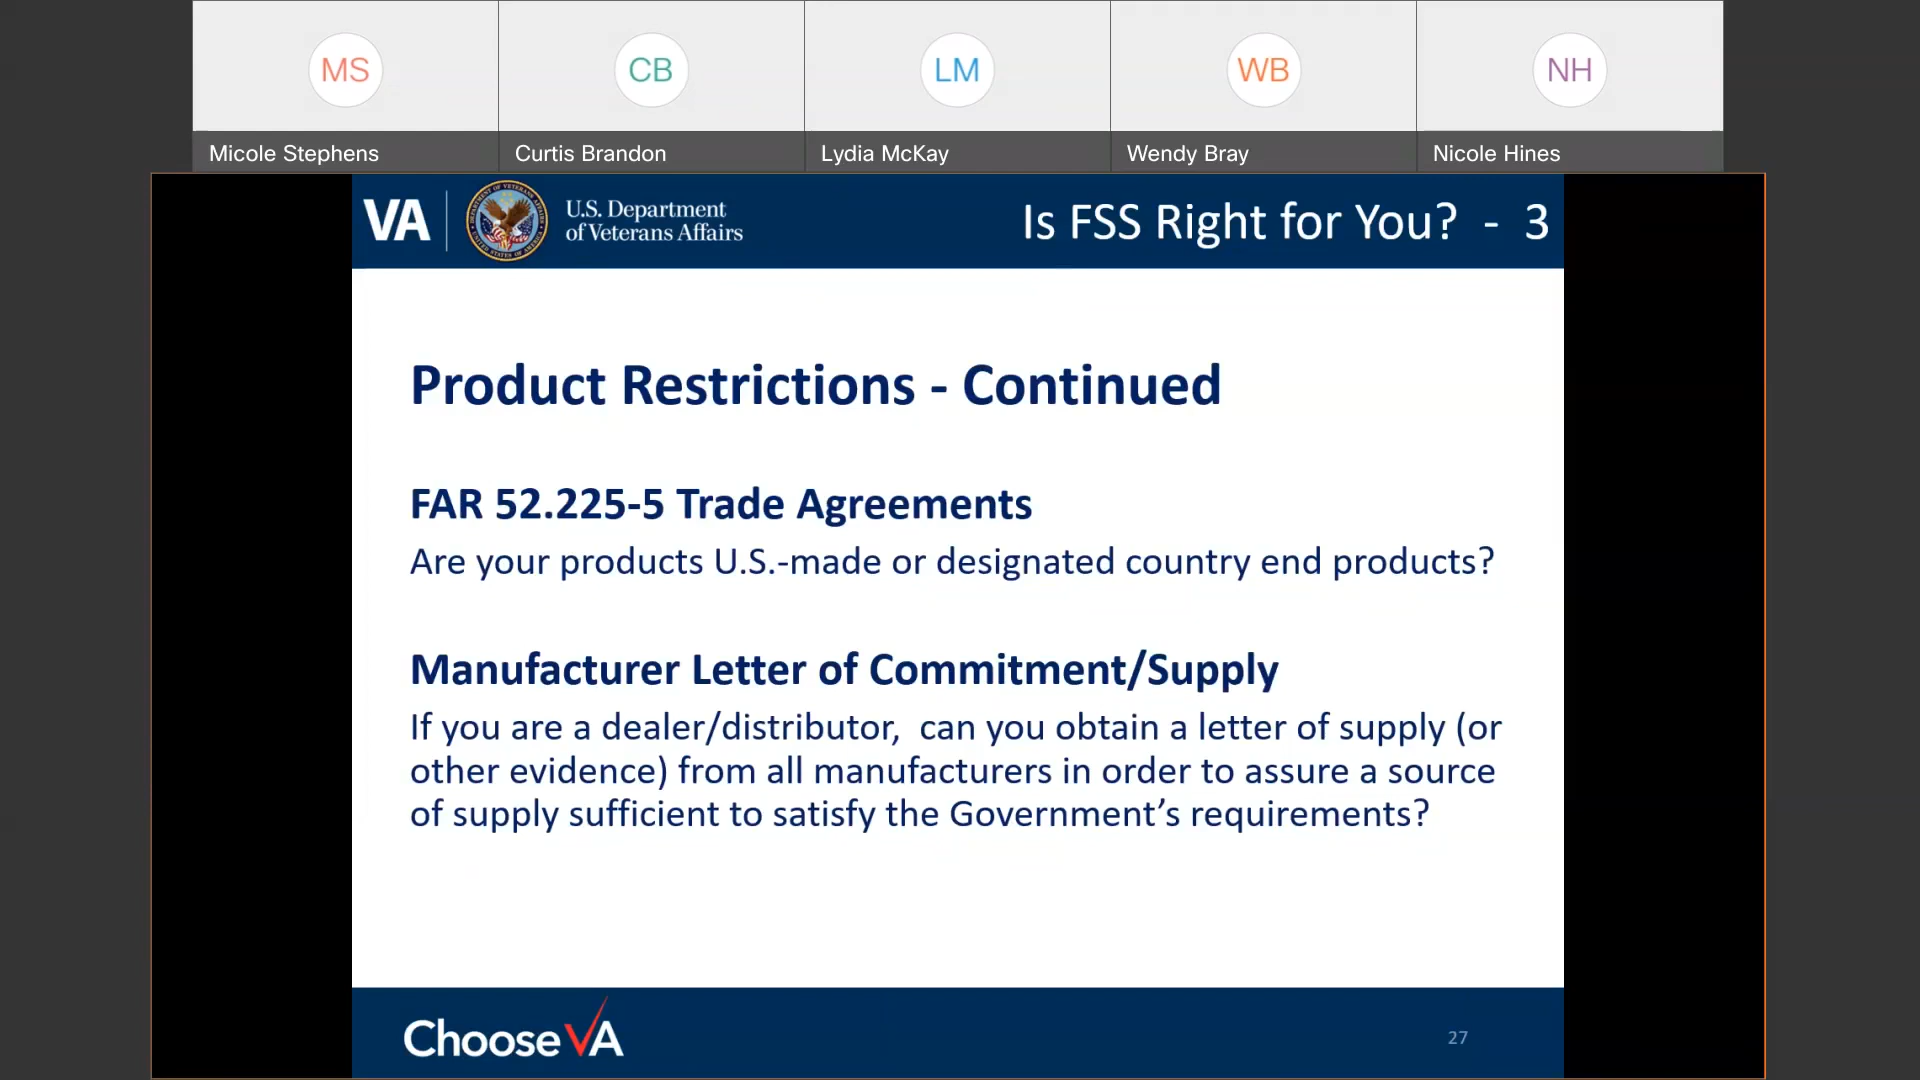 MS
CB
LM
WB
NH
Micole Stephens
Curtis Brandon
Lydia McKay
Wendy Bray
Nicole Hines
VA
U.S. Department
of Veterans Affairs
Is FSS Right for You? - 3
Product Restrictions - Continued
FAR 52.225-5 Trade Agreements
Are your products U.S.-made or designated country end products?
Manufacturer Letter of Commitment/Supply
If you are a dealer/distributor, can you obtain a letter of supply (or
other evidence) from all manufacturers in order to assure a source
of supply sufficient to satisfy the Government’s requirements?
Choose VA
27